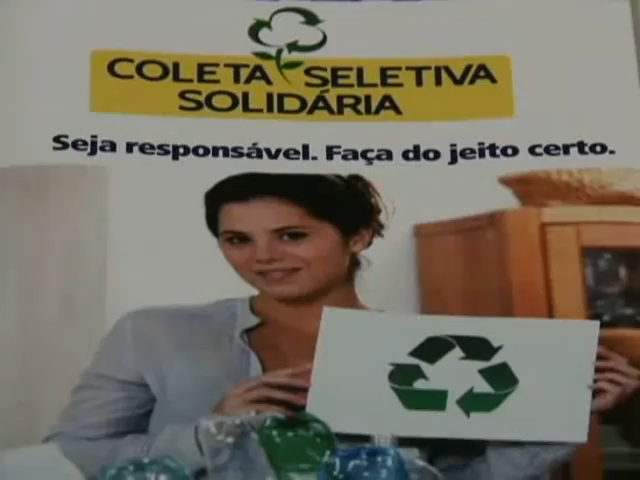 COLETA SELETIVA
SOLIDÁRIA
Seja responsável. Faça do jeito certo.